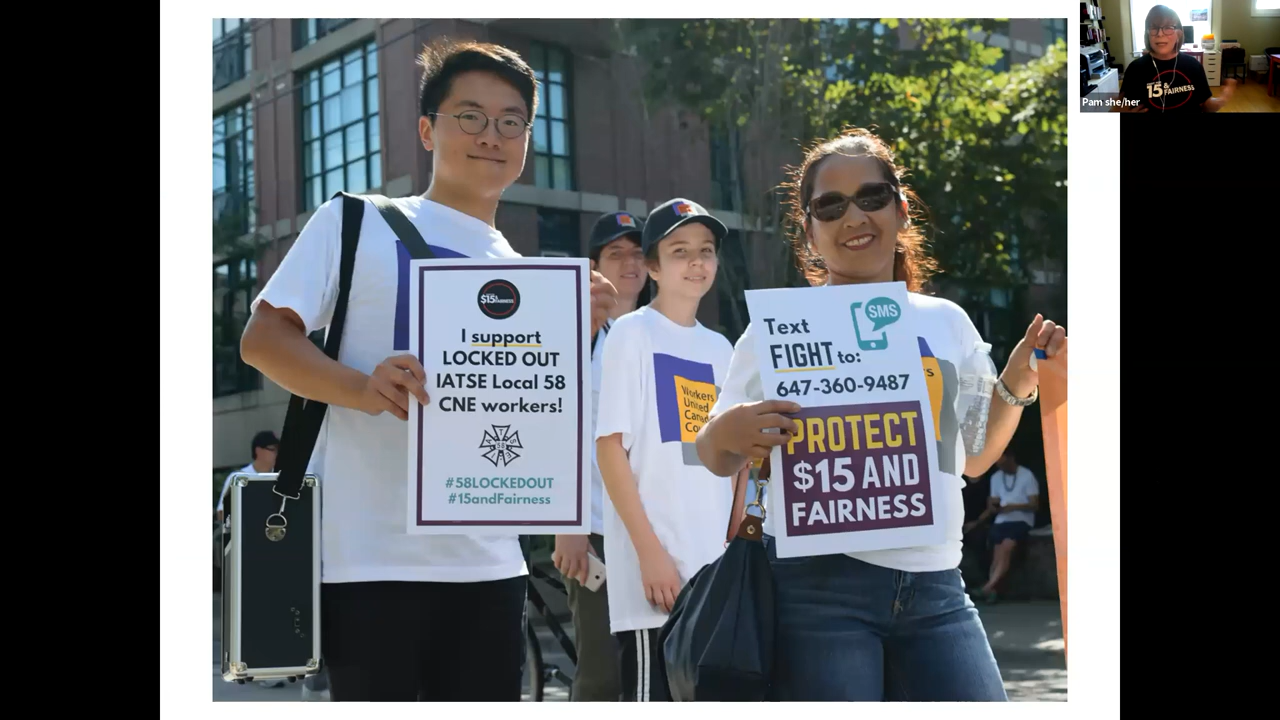 $15&
FAIRNESS
I support
LOCKED OUT
IATSE Local 58
CNE workers!
#58LOCKEDOUT
#15andFairness
Workers
United
Canada
Text
FIGHT to:
SMS
647-360-9487
PROTECT
$15 AND
FAIRNESS
15 &
FAIRNESS
Pam she/her